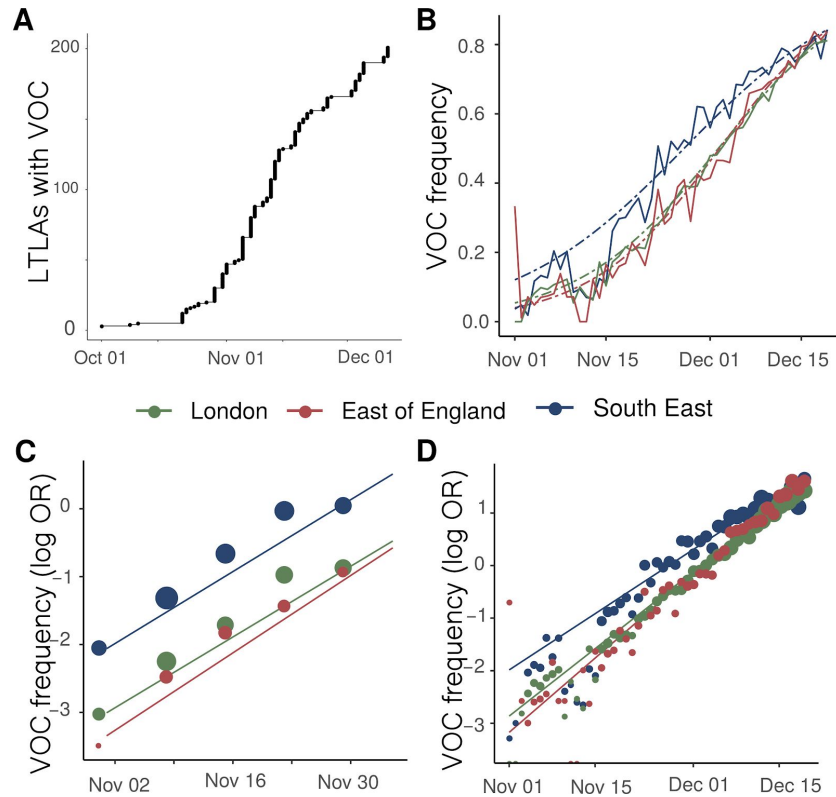 A
LTLAs with VOC
200
100
0
Oct 01 Nov 01 Dec 01
B
VOC frequency
0.8
0.6
0.4
0.2
0.0
Nov 01 Nov 15 Dec 01 Dec 15
London East of England South East
C
VOC frequency (log OR)
0
−1
−2
−3
Nov 02 Nov 16 Nov 30
D
VOC frequency (log OR)
1
0
−1
−2
−3
Nov 01 Nov 15 Dec 01 Dec 15